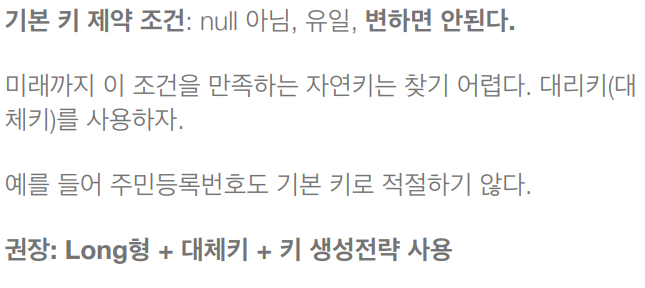 기본 키 제약 조건: null 아님, 유일, 변하면 안된다.
미래까지 이 조건을 만족하는 자연키는 찾기 어렵다. 대리키(대
체키)를 사용하자.
예를 들어 주민등록번호도 기본 키로 적절하기 않다.
권장: Long형 + 대체키 + 키 생성전략 사용